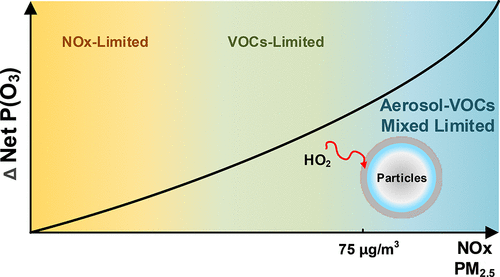 NOx-Limited
VOCs-Limited
Δ Net P(O₃)
Aerosol-VOCs
Mixed Limited
HO₂
Particles
75 μg/m³
NOx
PM₂.₅